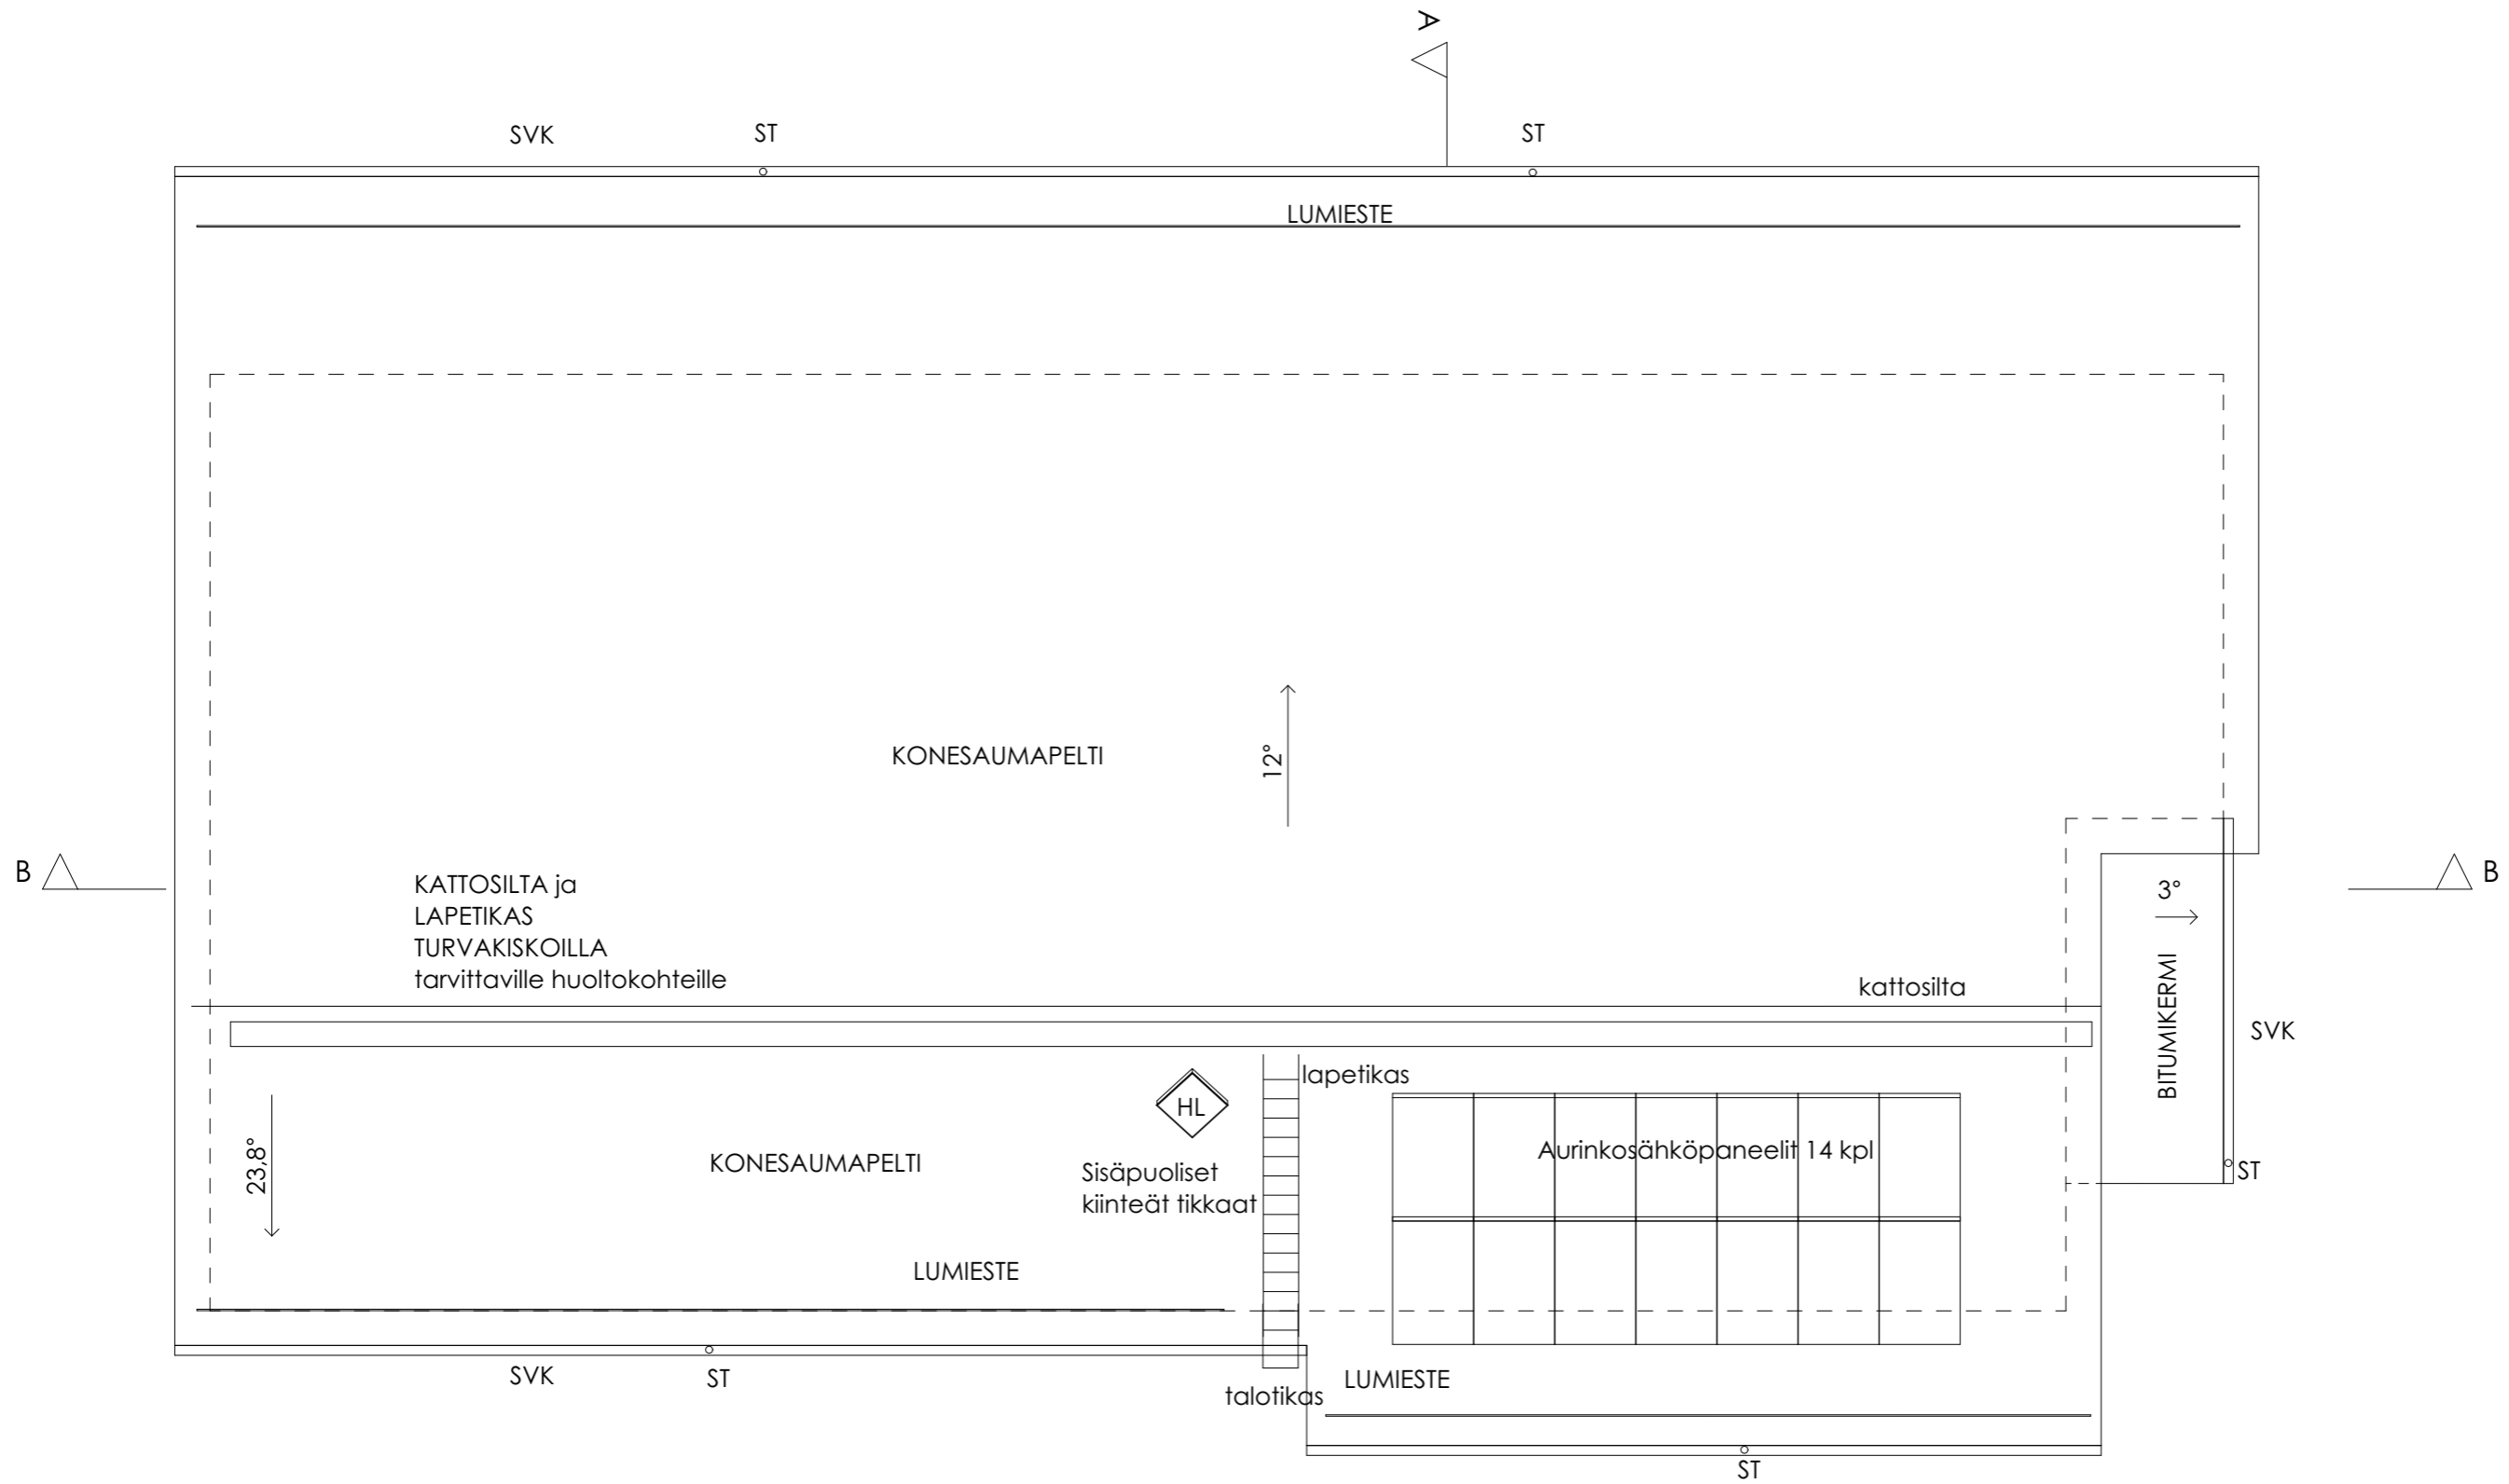 A
SVK
ST
ST
LUMIESTE
KONESAUMAPELTI
12°
B
B
KATTOSILTA ja
LAPETIKAS
TURVAKISKOILLA
tarvittaville huoltokohteille
3°
BITUMIKERMI
kattosilta
SVK
lapetikas
HL
23,8°
KONESAUMAPELTI
Sisäpuoliset
kiinteät tikkaat
Aurinkosähköpaneelit 14 kpl
ST
LUMIESTE
SVK
ST
talotikas
LUMIESTE
ST